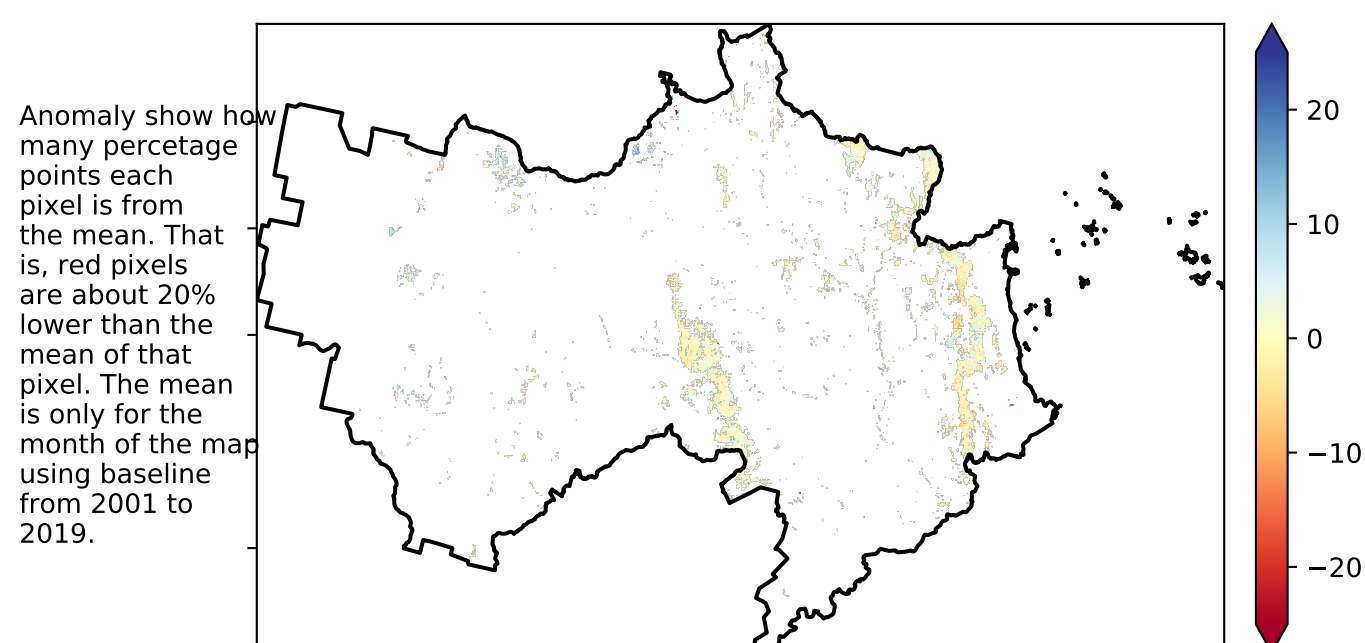 Anomaly show how
many percetage
points each
pixel is from
the mean. That
is, red pixels
are about 20%
lower than the
mean of that
pixel. The mean
is only for the
month of the map
using baseline
from 2001 to
2019.
20
10
0
−10
−20